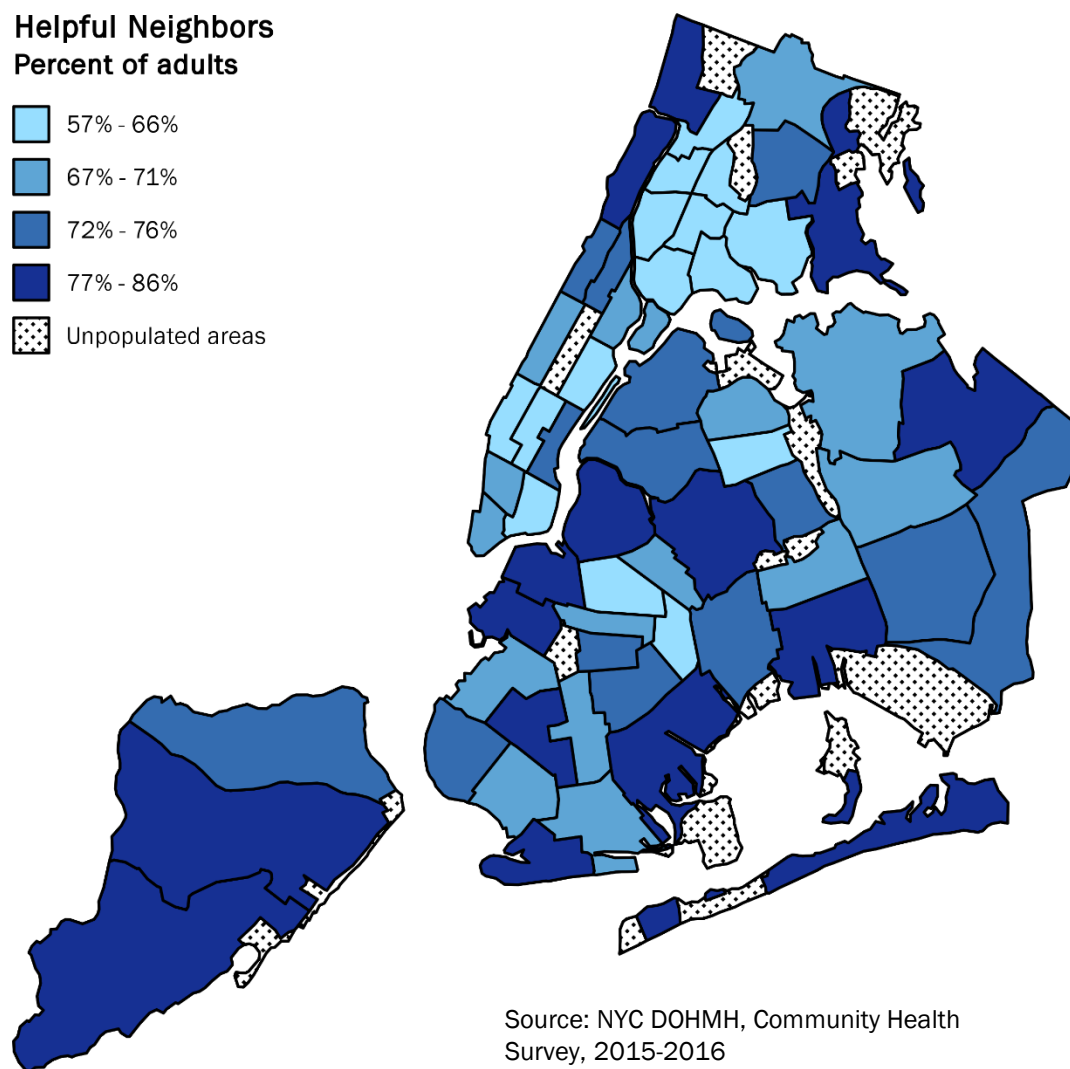 Helpful Neighbors
Percent of adults
57% - 66%
67% - 71%
72% - 76%
77% - 86%
Unpopulated areas
Source: NYC DOHMH, Community Health
Survey, 2015-2016